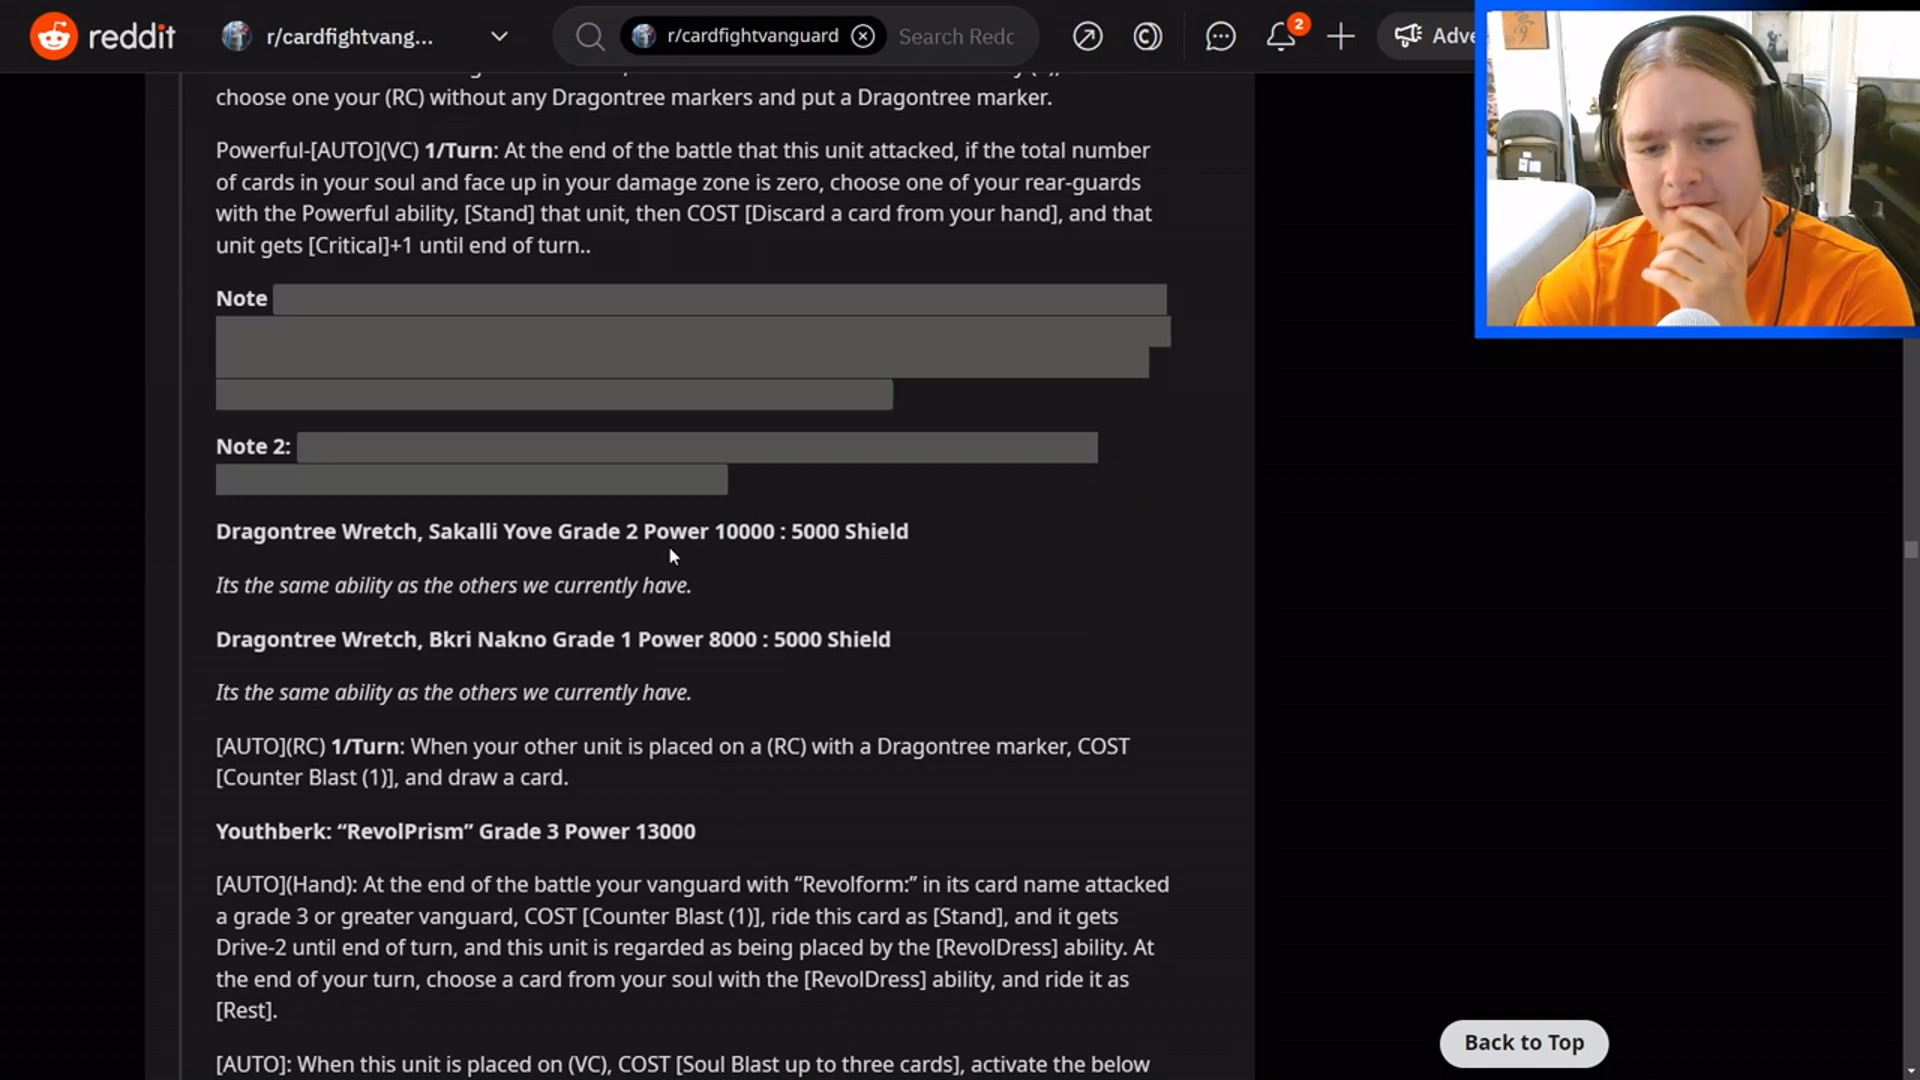 reddit
r/cardfightvang...
r/cardfightvanguard
Search Redc
2
Adve
choose one your (RC) without any Dragontree markers and put a Dragontree marker.
Powerful-[AUTO](VC) 1/Turn: At the end of the battle that this unit attacked, if the total number
of cards in your soul and face up in your damage zone is zero, choose one of your rear-guards
with the Powerful ability, [Stand] that unit, then COST [Discard a card from your hand], and that
unit gets [Critical]+1 until end of turn..
Note
Note 2:
Dragontree Wretch, Sakalli Yove Grade 2 Power 10000 : 5000 Shield
Its the same ability as the others we currently have.
Dragontree Wretch, Bkri Nakno Grade 1 Power 8000 : 5000 Shield
Its the same ability as the others we currently have.
[AUTO](RC) 1/Turn: When your other unit is placed on a (RC) with a Dragontree marker, COST
[Counter Blast (1)], and draw a card.
Youthberk: “RevolPrism” Grade 3 Power 13000
[AUTO](Hand): At the end of the battle your vanguard with “Revolform:” in its card name attacked
a grade 3 or greater vanguard, COST [Counter Blast (1)], ride this card as [Stand], and it gets
Drive-2 until end of turn, and this unit is regarded as being placed by the [RevolDress] ability. At
the end of your turn, choose a card from your soul with the [RevolDress] ability, and ride it as
[Rest].
[AUTO]: When this unit is placed on (VC), COST [Soul Blast up to three cards], activate the below
Back to Top